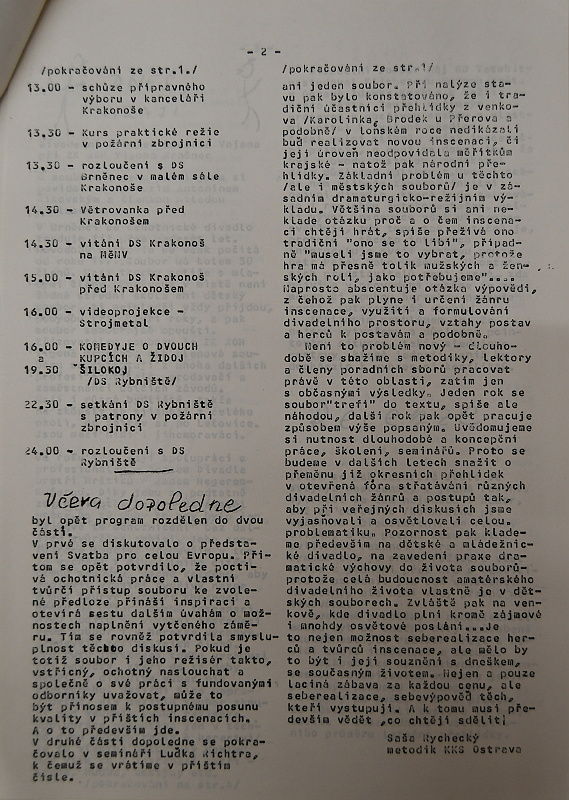 - 2 -
/pokračování ze str.1./
13.00 - schůze přípravného
výboru v kanceláři
Krakonoše
13.30 - Kurs praktické režie
v požární zbrojnici
13.30 - rozloučení s DS
Brněnec v malém sále
Krakonoše
14.30 - Větrovanka před
Krakonošem
14.30 - vítání DS Krakonoš
na MěNV
15.00 - vítání DS Krakonoš
před Krakonošem
16.00 - videoprojekce -
Strojmetal
16.00 - KOMEDYJE O DVOUCH
a KUPCÍCH A ŽIDOJ
19.30 ŠILOKOJ
/DS Rybniště/
22.30 - setkání DS Rybniště
s patrony v požární
zbrojnici
24.00 - rozloučení s DS
Rybniště
Včera dopoledne
byl opět program rozdělen do dvou
částí.
V prvé se diskutovalo o předsta-
vení Svatba pro celou Evropu. Při-
tom se opět potvrdilo, že pocti-
vá ochotnická práce a vlastní
tvůrčí přístup souboru ke zvole-
né předloze přináší inspiraci a
otevírá cestu dalším úvahám o mož-
nostech naplnění vytčeného zámě-
ru. Tím se rovněž potvrdila smyslu-
plnost těchto diskusí. Pokud je
totiž soubor i jeho režisér takto,
vstřícný, ochotný naslouchat a
společně o své práci s fundovanými
odborníky uvažovat, může to
být přínosem k postupnému posunu
kvality v příštích inscenacích.
A o to především jde.
V druhé části dopoledne se pokra-
čovalo v semináři Luďka Richtra,
k čemuž se vrátíme v příštím
čísle.
/pokračování ze str.1/
ani jeden soubor. Při nalýze sta-
vu pak bylo konstatováno, že i tra-
diční účastníci přehlídky z venko-
va /Karolinka, Brodek u Přerova a
podobně/ v loňském roce nedikázali
buď realizovat novou inscenaci, či
její úroveň neodpovídala měřítkům
krajské - natož pak národní pře-
hlídky. Základní problém u těchto
/ale i městských souborů/ je v zá-
sadním dramaturgicko-režijním vý-
kladu. Většina souborů si ani ne-
klade otázku proč a o čem inscena-
ci chtějí hrát, spíše přežívá ono
tradiční "ono se to líbí", případ-
ně "museli jsme to vybrat, protože
hra má přesně tolik mužských a žen-
ských rolí, jako potřebujeme"....
Naprosto absentuje otázka výpovědi,
z čehož pak plyne i určení žánru
inscenace, využití a formulování
divadelního prostoru, vztahy postav
a herců k postavám a podobně.
Není to problém nový - dlouho-
době se sbažíme s metodiky, lektory
a členy poradních sborů pracovat
právě v této oblasti, zatím jen
s občasnými výsledky. Jeden rok se
soubor"trefí" do textu, spíše ale
náhodou, další rok pak opět pracuje
způsobem výše popsaným. Uvědomujeme
si nutnost dlouhodobé a koncepční
práce, školení, seminářů. Proto se
budeme v dalších letech snažit o
přeměnu již okresních přehlídek
v otevřená fóra střatávání různých
divadelních žánrů a postupů tak,
aby při veřejných diskusích jsme
vyjasňovali a osvětlovali celou.
problematiku. Pozornost pak klade-
me především na dětské a mládežnic-
ké divadlo, na zavedení praxe dra-
matické výchovy do života souborů-
protože celá budoucnost amatérského
divadelního života vlastně je v dět-
ských souborech. Zvláště pak na ven-
kově, kde divadlo plní kromě zájmové
i mnohdy osvětové poslání....Je
to nejen možnost seberealizace her-
ců a tvůrců inscenace, ale mělo by
to být i její souznění s dneškem,
se současným životem. Nejen a pouze
laciná zábava za každou cenu, ale
seberealizace, sebevýpověď těch,
kteří vystupují. A k tomu musí pře-
devším vědět ,co chtějí sdělit!
Saša Rychecký
metodik KKS Ostrava